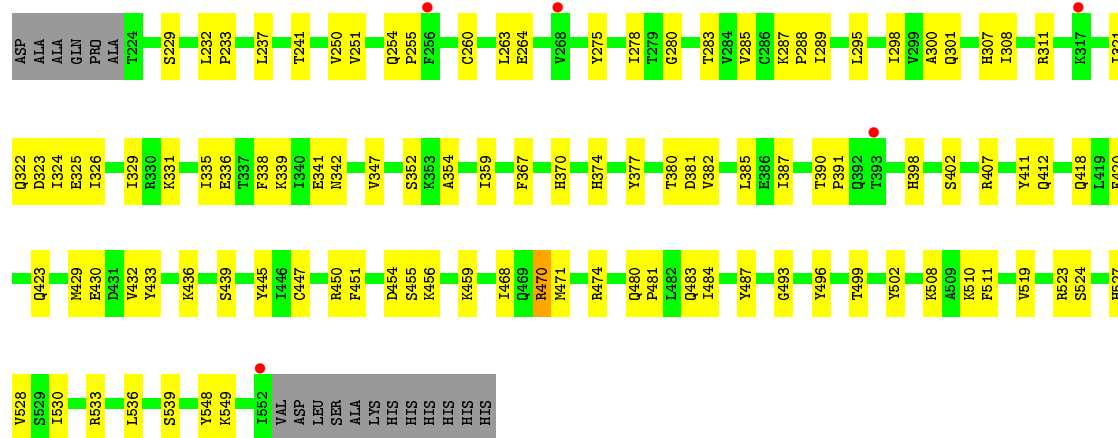 ASP ALA ALA GLN PRO ALA T224 S229 L232 P233 L237 T241 V250 V251 Q254 P255 F256 C260 L263 E264 V268 Y275 I278 T279 G280 T283 V284 V285 C286 K287 P288 I289 L295 I298 V299 A300 Q301 H307 I308 R311 K317
Q322 D323 I324 E325 I326 I329 R330 K331 I335 E336 T337 F338 K339 I340 E341 N342 V347 S352 K353 A354 I359 F367 H370 H374 Y377 T380 D381 V382 L385 E386 I387 T390 P391 Q392 T393 H398 S402 R407 Y411 Q412 Q418 L419
Q423 M429 E430 D431 V432 Y433 K436 S439 Y445 I446 C447 R450 F451 D454 S455 K456 K459 I468 Q469 R470 M471 R474 Q480 P481 L482 Q483 I484 Y487 G493 Y496 T499 Y502 K508 A509 K510 F511 V519 R523 S524
V528 S529 I530 R533 L536 S539 Y548 K549 I552 VAL ASP LEU SER ALA LYS HIS HIS HIS HIS HIS HIS